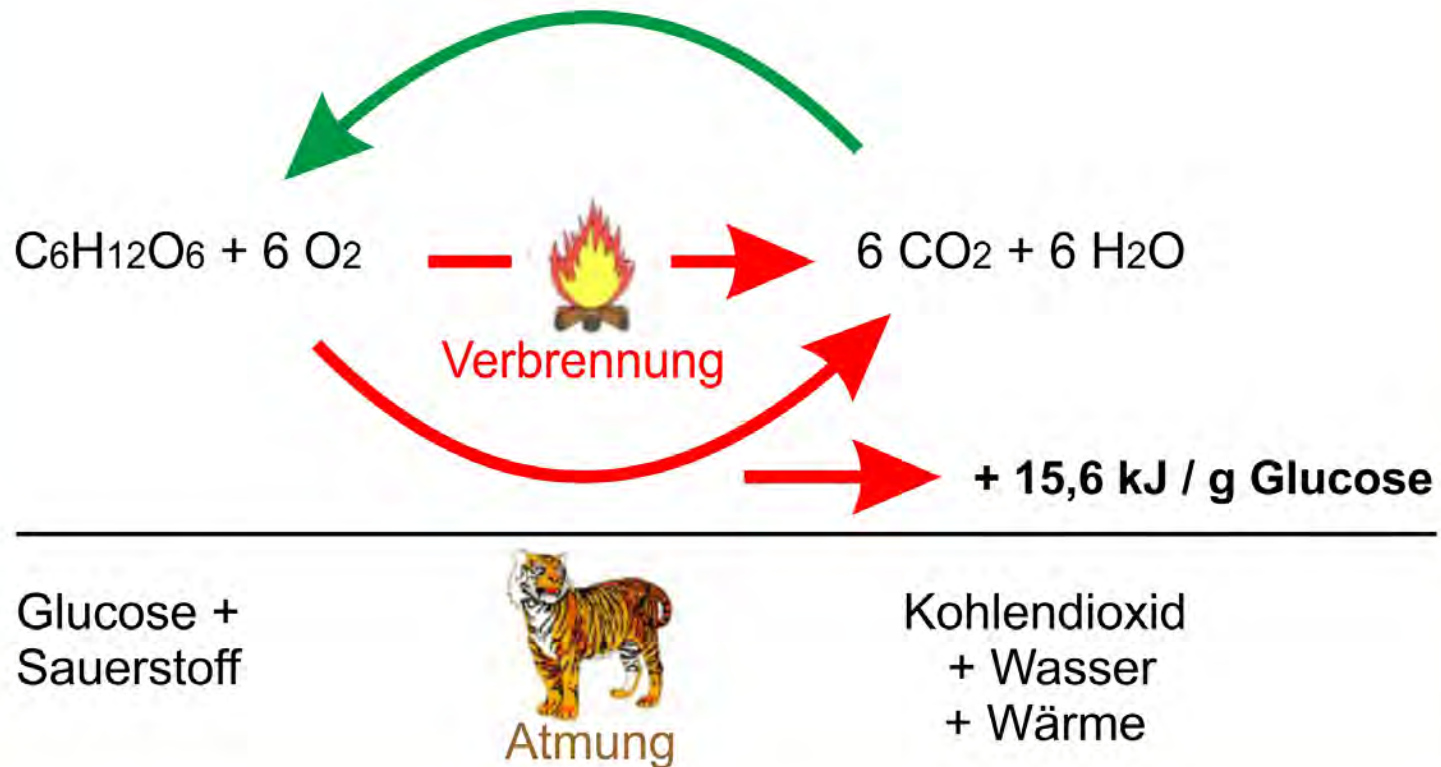 C6H12O6 + 6 O2
6 CO2 + 6 H2O
Verbrennung
+ 15,6 kJ / g Glucose
Glucose +
Sauerstoff
Atmung
Kohlendioxid
+ Wasser
+ Wärme